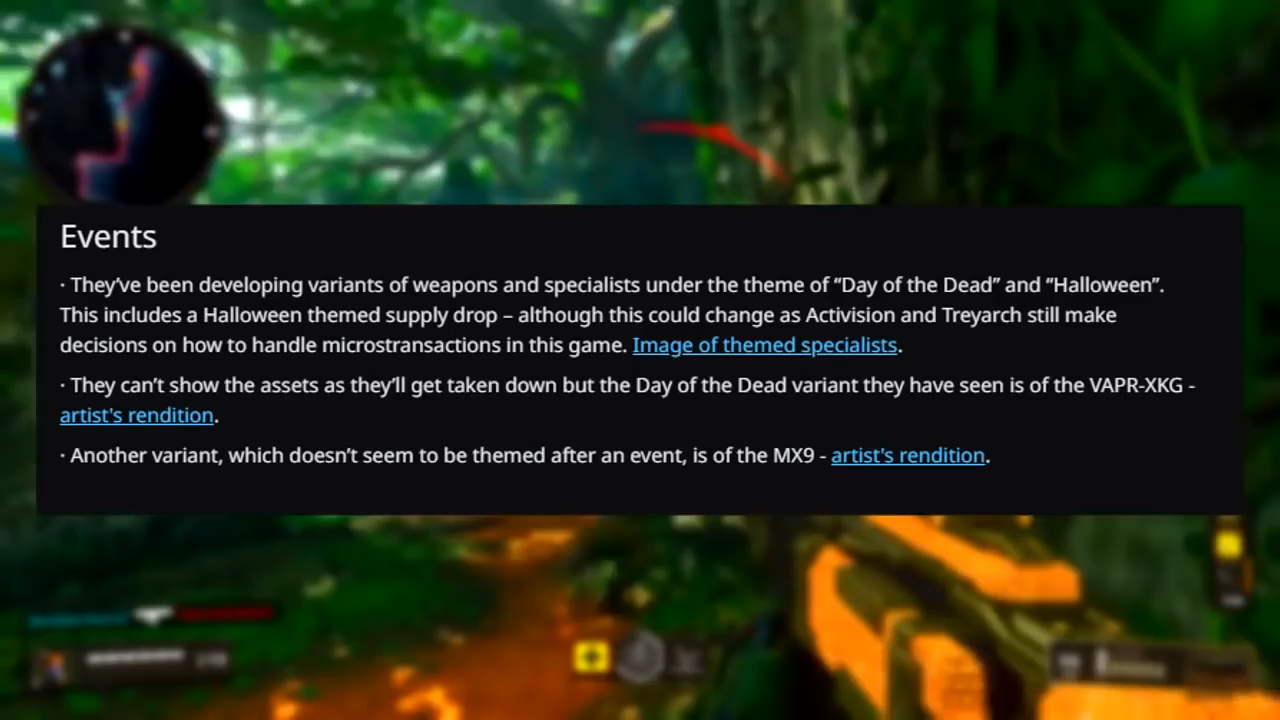 Events
· They’ve been developing variants of weapons and specialists under the theme of “Day of the Dead” and “Halloween”.
This includes a Halloween themed supply drop – although this could change as Activision and Treyarch still make
decisions on how to handle microstransactions in this game. Image of themed specialists.
· They can’t show the assets as they’ll get taken down but the Day of the Dead variant they have seen is of the VAPR-XKG -
artist's rendition.
· Another variant, which doesn’t seem to be themed after an event, is of the MX9 - artist's rendition.